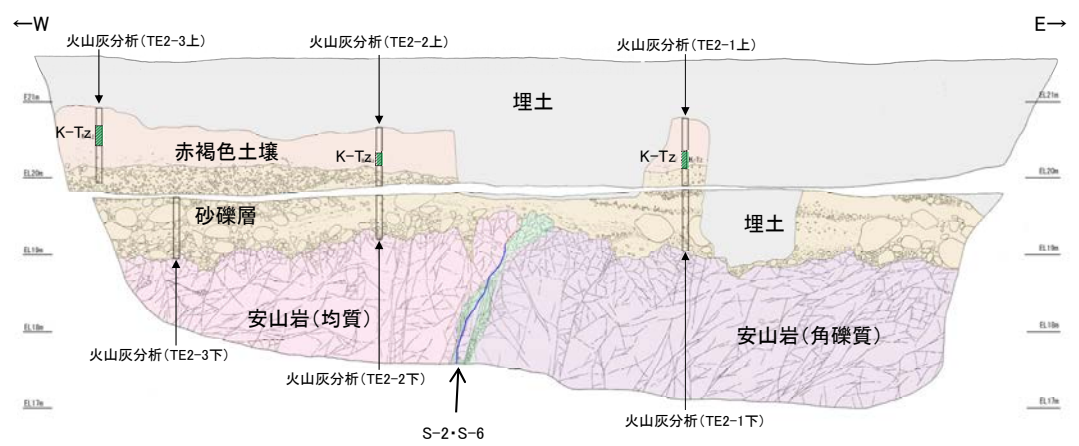 ←W
E→
火山灰分析(TE2-3上)
火山灰分析(TE2-2上)
火山灰分析(TE2-1上)
埋土
EL21m
EL21m
K-Tz
赤褐色土壌
K-Tz
K-Tz
K-Tz
EL20m
EL20m
砂礫層
埋土
EL19m
EL19m
安山岩(均質)
安山岩(角礫質)
EL18m
EL18m
火山灰分析(TE2-3下)
火山灰分析(TE2-2下)
火山灰分析(TE2-1下)
EL17m
EL17m
S-2・S-6